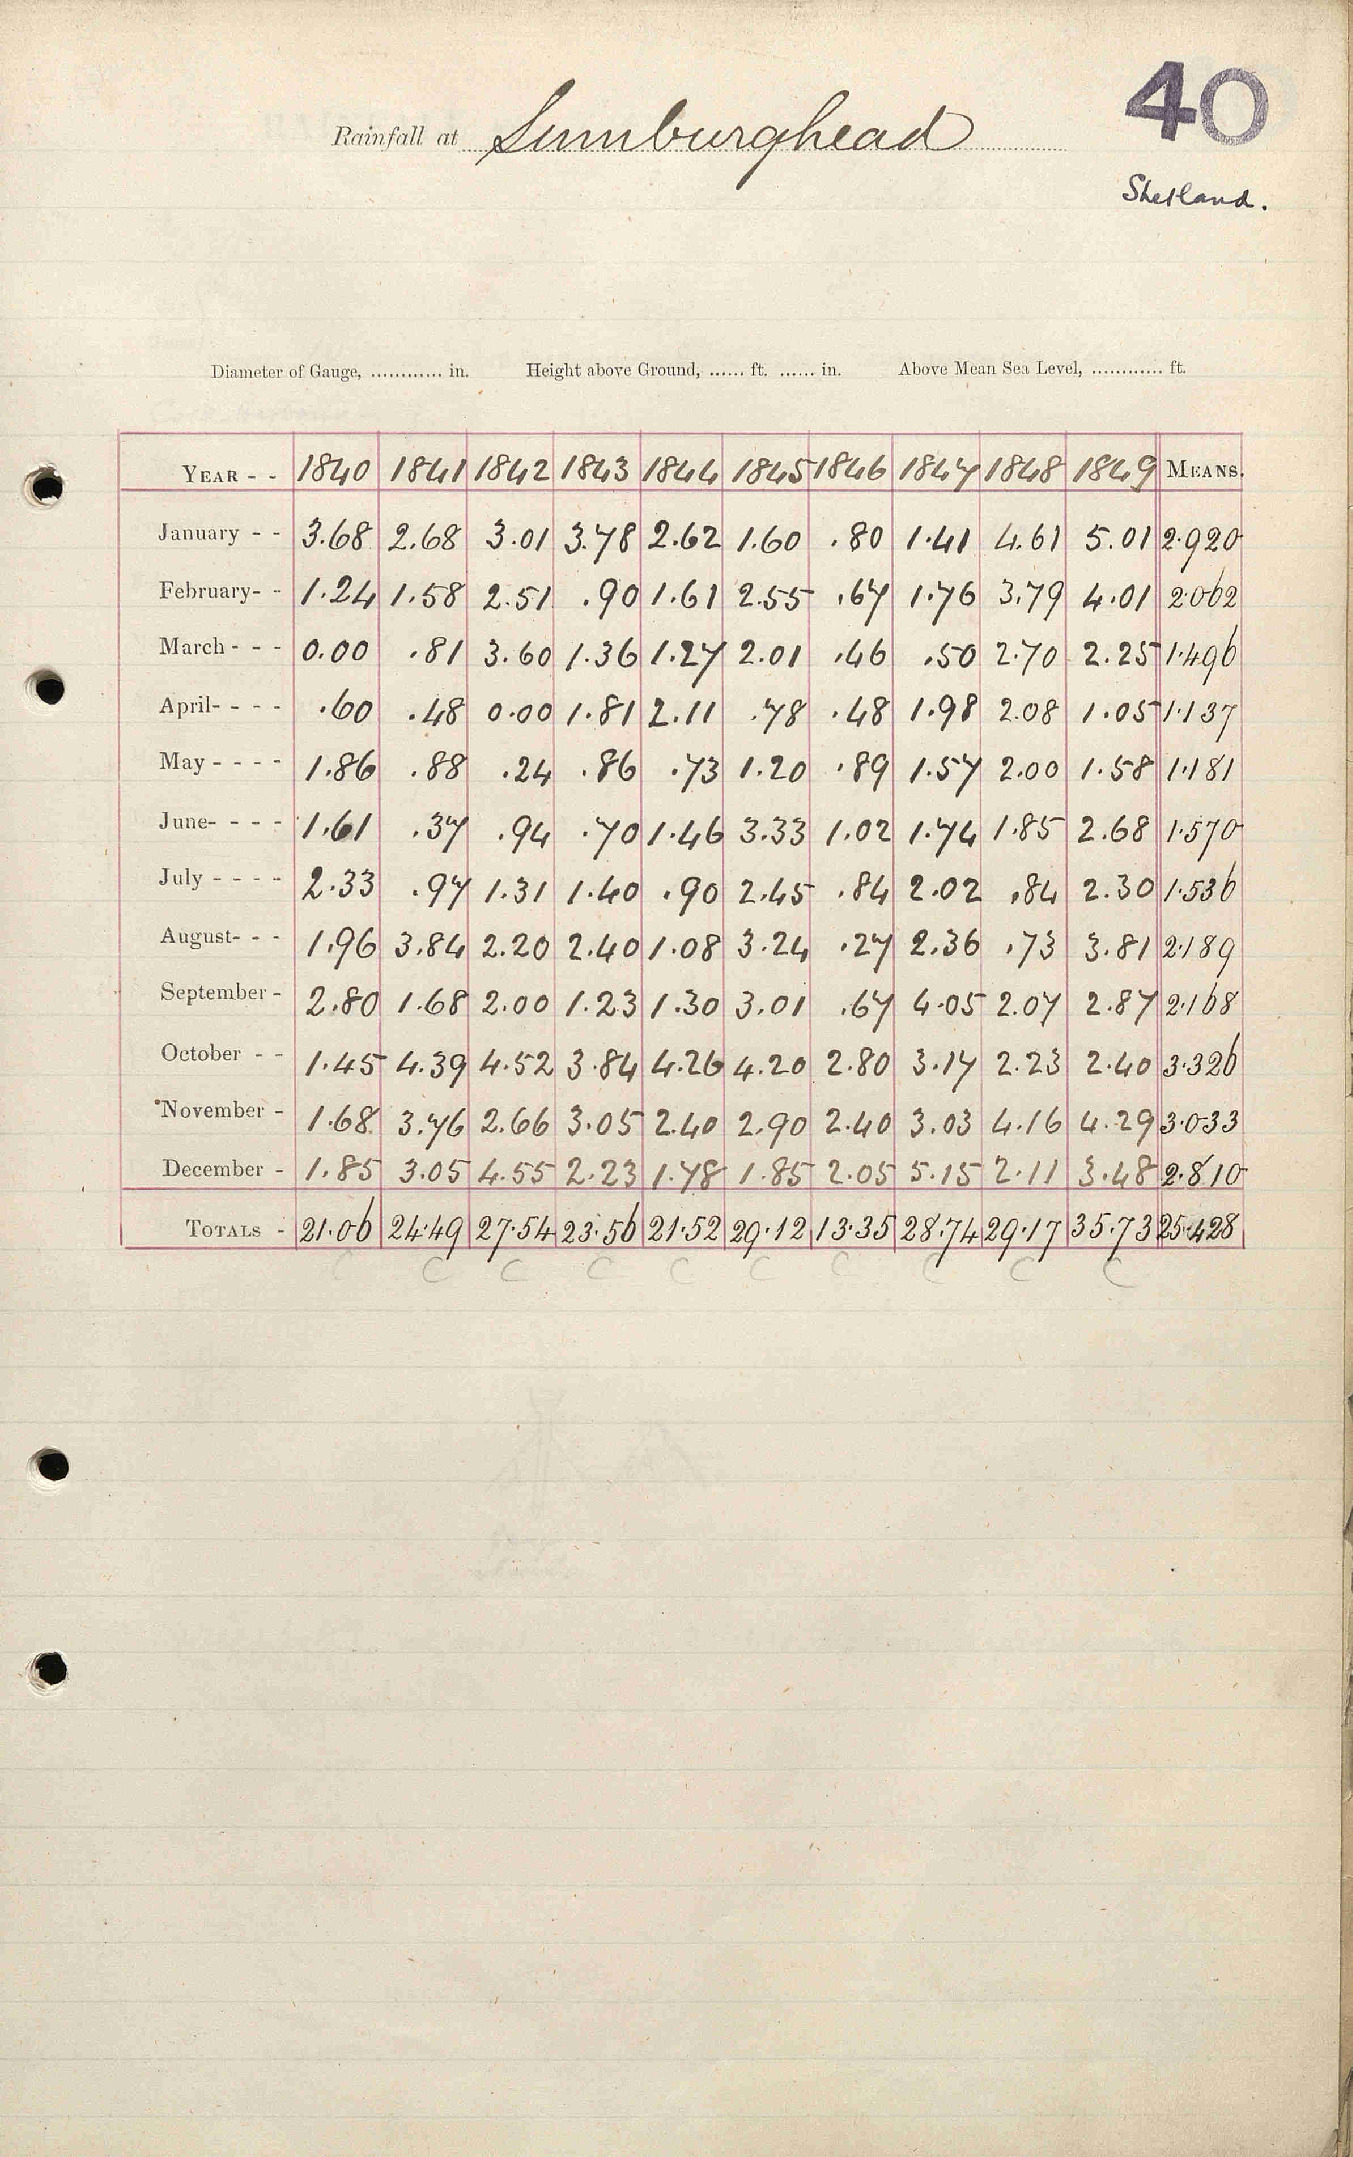 40
Rainfall at Sumburghead
Shetland.
Diameter of Gauge, ............ in. Height above Ground, ...... ft. ...... in. Above Mean Sea Level, ............ ft.
YEAR - - 1840 1841 1842 1843 1844 1845 1846 1847 1848 1849 MEANS.
January - - 3.68 2.68 3.01 3.78 2.62 1.60 .80 1.41 4.61 5.01 2.920
February- - 1.24 1.58 2.51 .90 1.61 2.55 .67 1.76 3.79 4.01 2.062
March - - - 0.00 .81 3.60 1.36 1.27 2.01 .46 .50 2.70 2.25 1.496
April- - - - .60 .48 0.00 1.81 2.11 .78 .48 1.98 2.08 1.05 1.137
May - - - - 1.86 .88 .24 .86 .73 1.20 .89 1.57 2.00 1.58 1.181
June- - - - 1.61 .37 .94 .70 1.46 3.33 1.02 1.74 1.85 2.68 1.570
July - - - - 2.33 .97 1.31 1.40 .90 2.45 .84 2.02 .84 2.30 1.536
August- - - 1.96 3.84 2.20 2.40 1.08 3.24 .27 2.36 .73 3.81 2.189
September - 2.80 1.68 2.00 1.23 1.30 3.01 .67 4.05 2.07 2.87 2.168
October - - 1.45 4.39 4.52 3.84 4.26 4.20 2.80 3.17 2.23 2.40 3.326
November - 1.68 3.76 2.66 3.05 2.40 2.90 2.40 3.03 4.16 4.29 3.033
December - 1.85 3.05 4.55 2.23 1.78 1.85 2.05 5.15 2.11 3.48 2.810
TOTALS - 21.06 24.49 27.54 23.56 21.52 29.12 13.35 28.74 29.17 35.73 25.428
C C C C C C C C C C